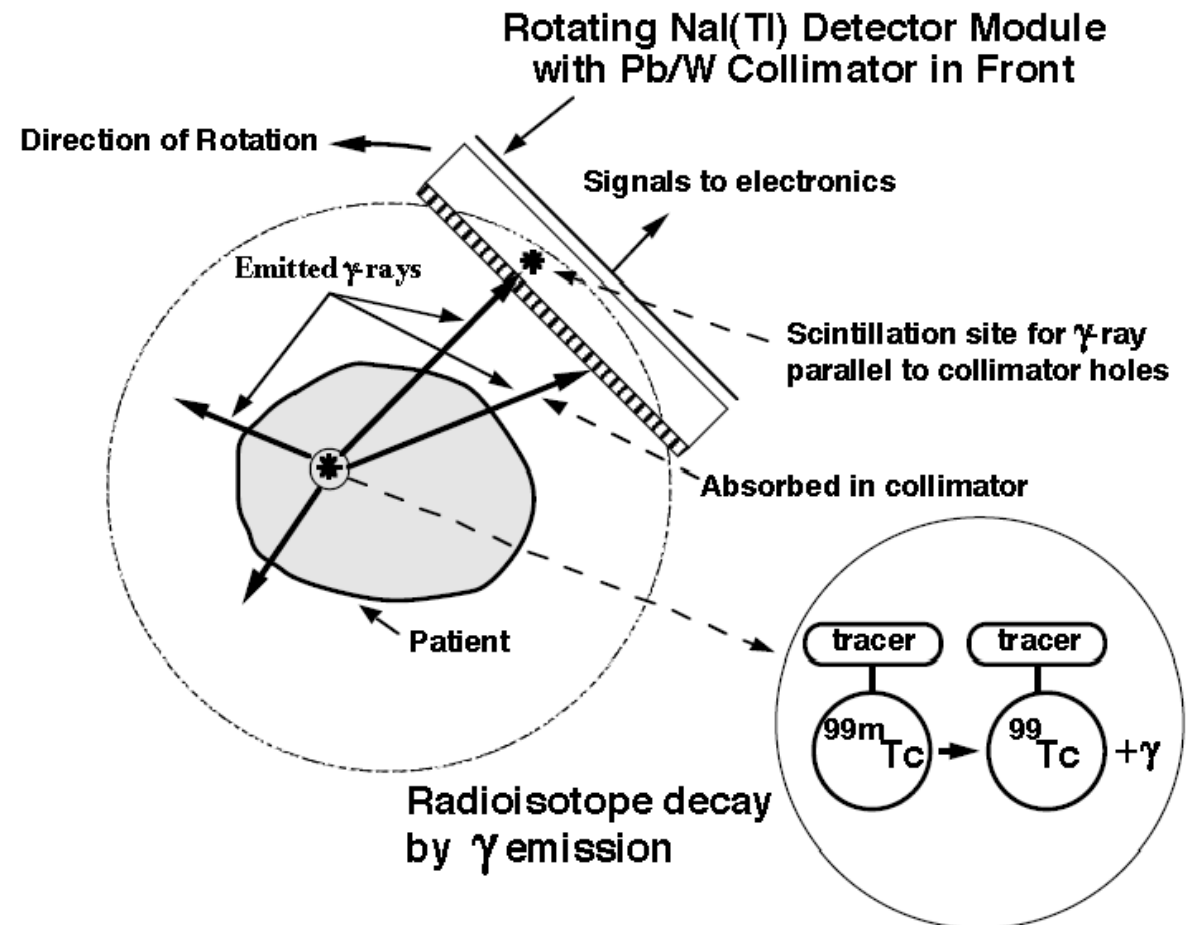 Rotating NaI(Tl) Detector Module
with Pb/W Collimator in Front
Direction of Rotation
Signals to electronics
Emitted γ-rays
Scintillation site for γ-ray
parallel to collimator holes
Absorbed in collimator
Patient
tracer tracer
99mTc 99Tc +γ
Radioisotope decay
by γ emission